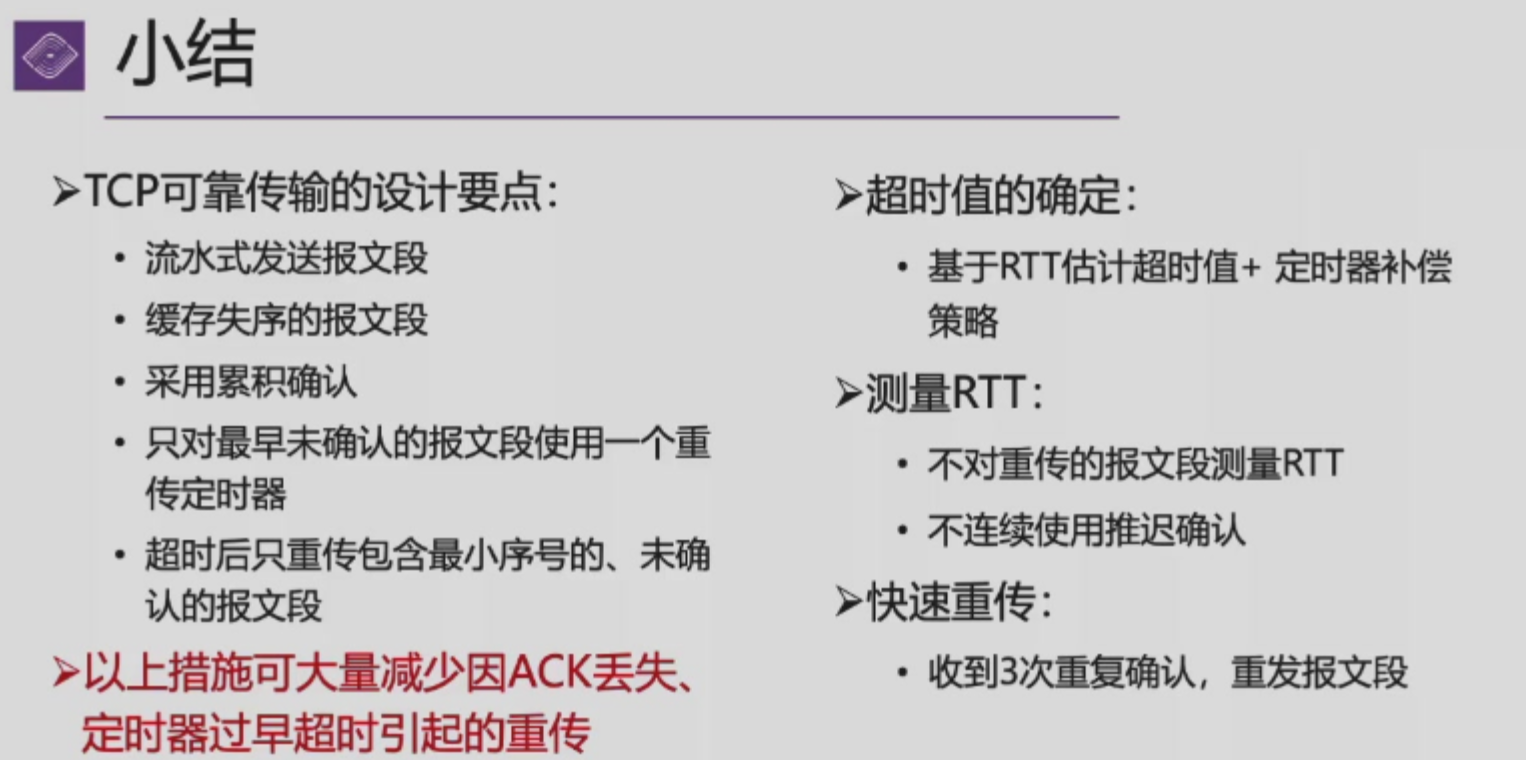 小结
➢TCP可靠传输的设计要点：
• 流水式发送报文段
• 缓存失序的报文段
• 采用累积确认
• 只对最早未确认的报文段使用一个重
传定时器
• 超时后只重传包含最小序号的、未确
认的报文段
➢以上措施可大量减少因ACK丢失、
定时器过早超时引起的重传
➢超时值的确定：
• 基于RTT估计超时值+ 定时器补偿
策略
➢测量RTT：
• 不对重传的报文段测量RTT
• 不连续使用推迟确认
➢快速重传：
• 收到3次重复确认，重发报文段